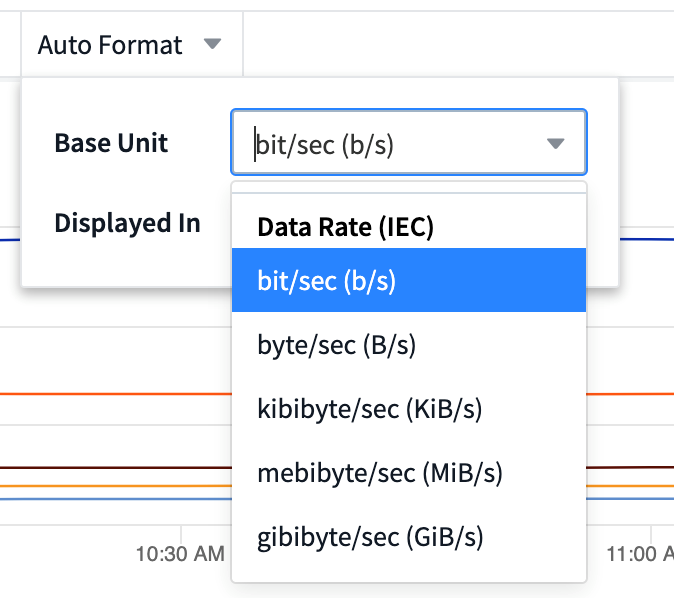 Auto Format
Base Unit
bit/sec (b/s)
Displayed In
Data Rate (IEC)
bit/sec (b/s)
byte/sec (B/s)
kibibyte/sec (KiB/s)
mebibyte/sec (MiB/s)
gibibyte/sec (GiB/s)
10:30 AM
11:00 A